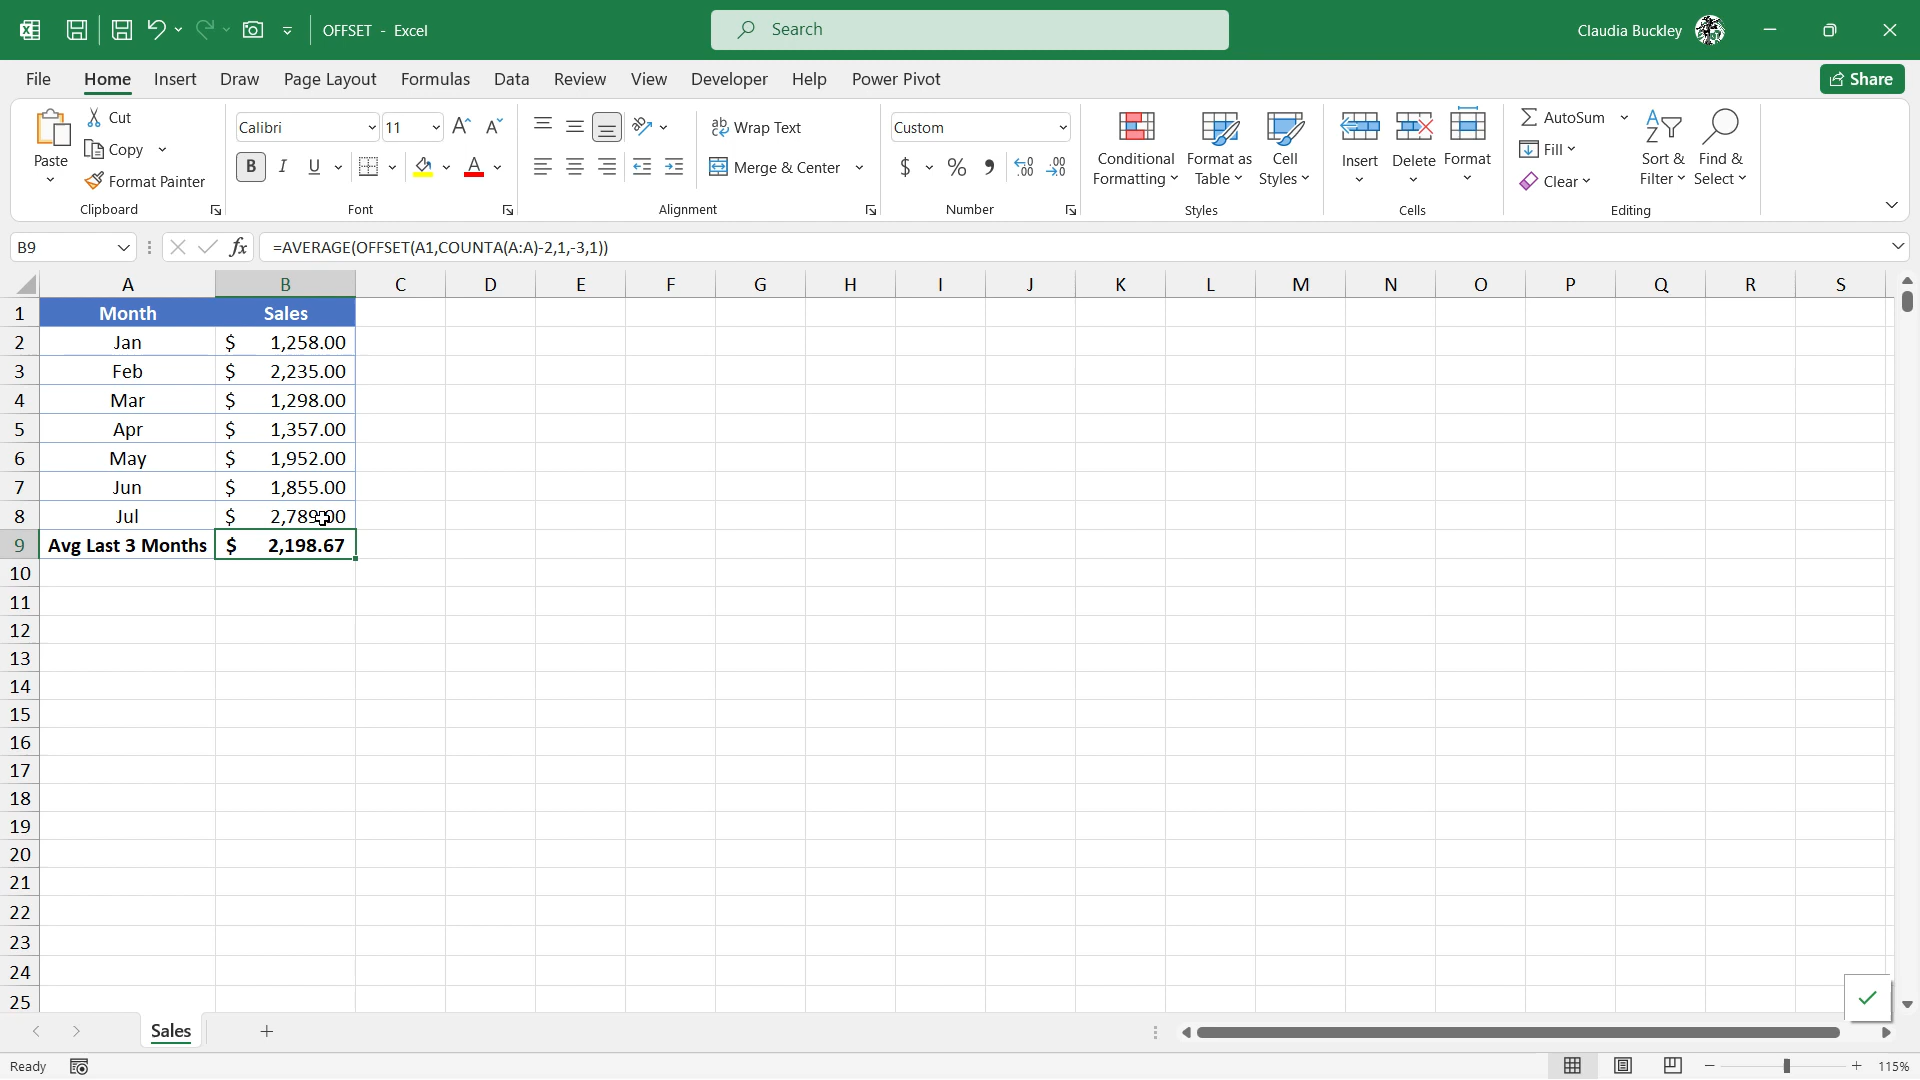 OFFSET - Excel
Search
Claudia Buckley
File Home Insert Draw Page Layout Formulas Data Review View Developer Help Power Pivot
Share
Paste
Cut
Copy
Format Painter
Clipboard
Calibri 11
B I U
Font
Wrap Text
Merge & Center
Alignment
Custom
$ % 9
Number
Conditional Formatting
Format as Table
Cell Styles
Styles
Insert Delete Format
Cells
AutoSum
Fill
Clear
Sort & Filter
Find & Select
Editing
B9 fx =AVERAGE(OFFSET(A1,COUNTA(A:A)-2,1,-3,1))
A B C D E F G H I J K L M N O P Q R S
1 Month Sales
2 Jan $ 1,258.00
3 Feb $ 2,235.00
4 Mar $ 1,298.00
5 Apr $ 1,357.00
6 May $ 1,952.00
7 Jun $ 1,855.00
8 Jul $ 2,789.00
9 Avg Last 3 Months $ 2,198.67
10
11
12
13
14
15
16
17
18
19
20
21
22
23
24
25
Sales
Ready
115%